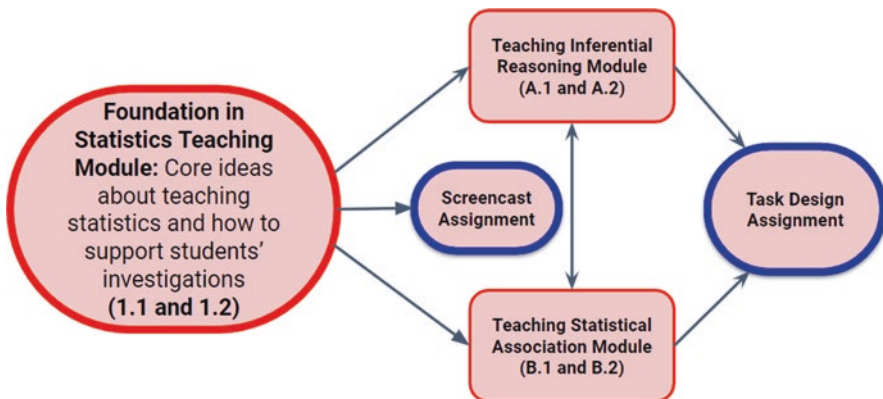 Foundation in
Statistics Teaching
Module: Core ideas
about teaching
statistics and how to
support students’
investigations
(1.1 and 1.2)
Teaching Inferential
Reasoning Module
(A.1 and A.2)
Screencast
Assignment
Teaching Statistical
Association Module
(B.1 and B.2)
Task Design
Assignment